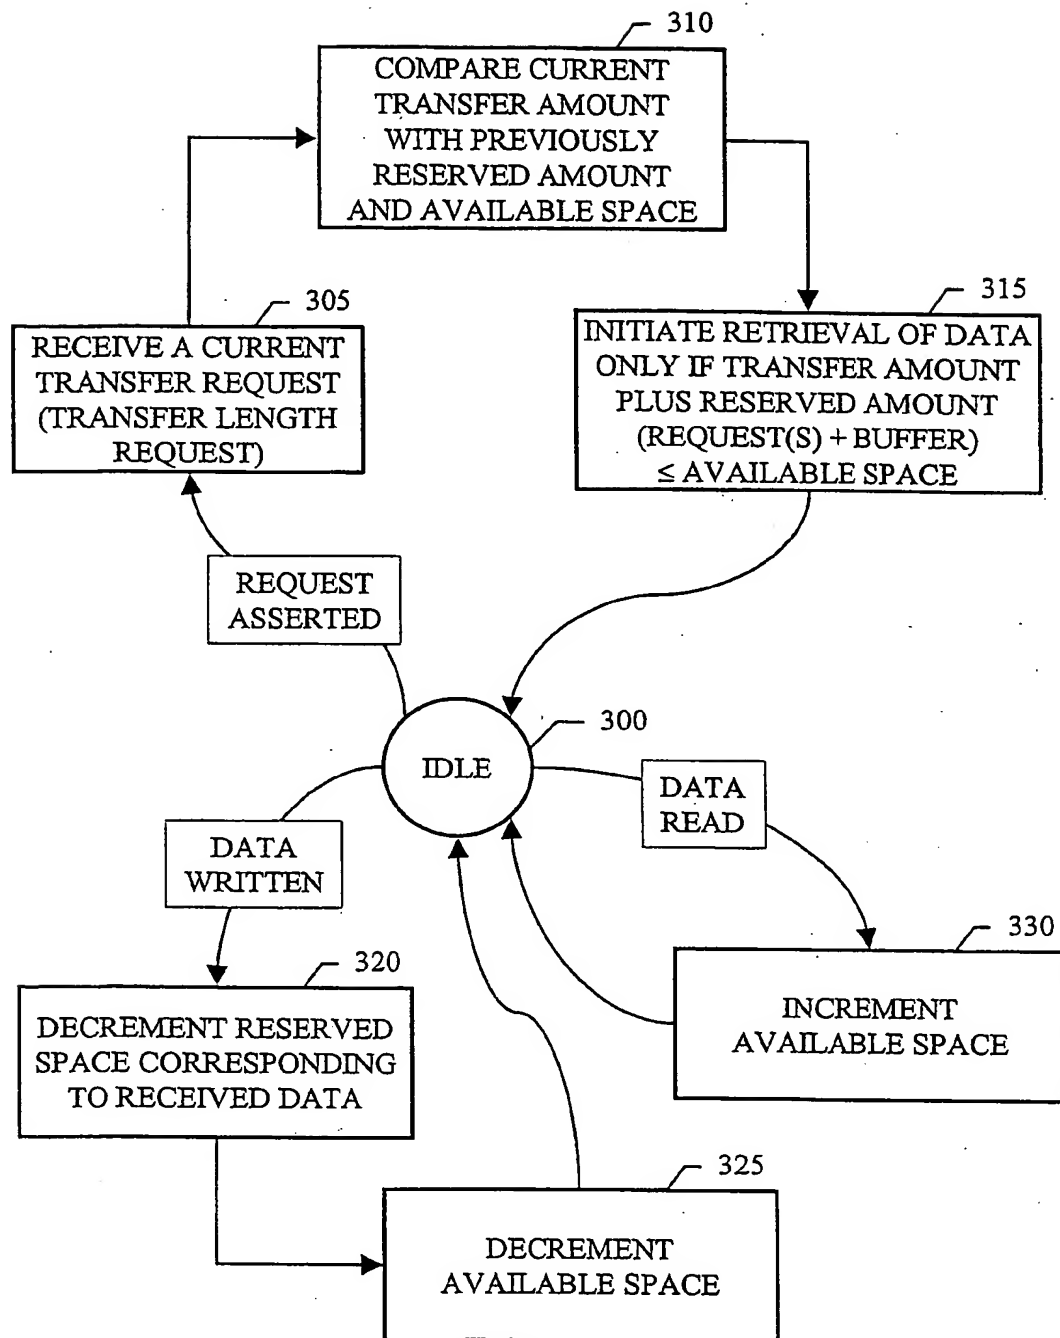 310
COMPARE CURRENT
TRANSFER AMOUNT
WITH PREVIOUSLY
RESERVED AMOUNT
AND AVAILABLE SPACE
305
RECEIVE A CURRENT
TRANSFER REQUEST
(TRANSFER LENGTH
REQUEST)
315
INITIATE RETRIEVAL OF DATA
ONLY IF TRANSFER AMOUNT
PLUS RESERVED AMOUNT
(REQUEST(S) + BUFFER)
≤ AVAILABLE SPACE
REQUEST
ASSERTED
300
IDLE
DATA
READ
DATA
WRITTEN
330
INCREMENT
AVAILABLE SPACE
320
DECREMENT RESERVED
SPACE CORRESPONDING
TO RECEIVED DATA
325
DECREMENT
AVAILABLE SPACE